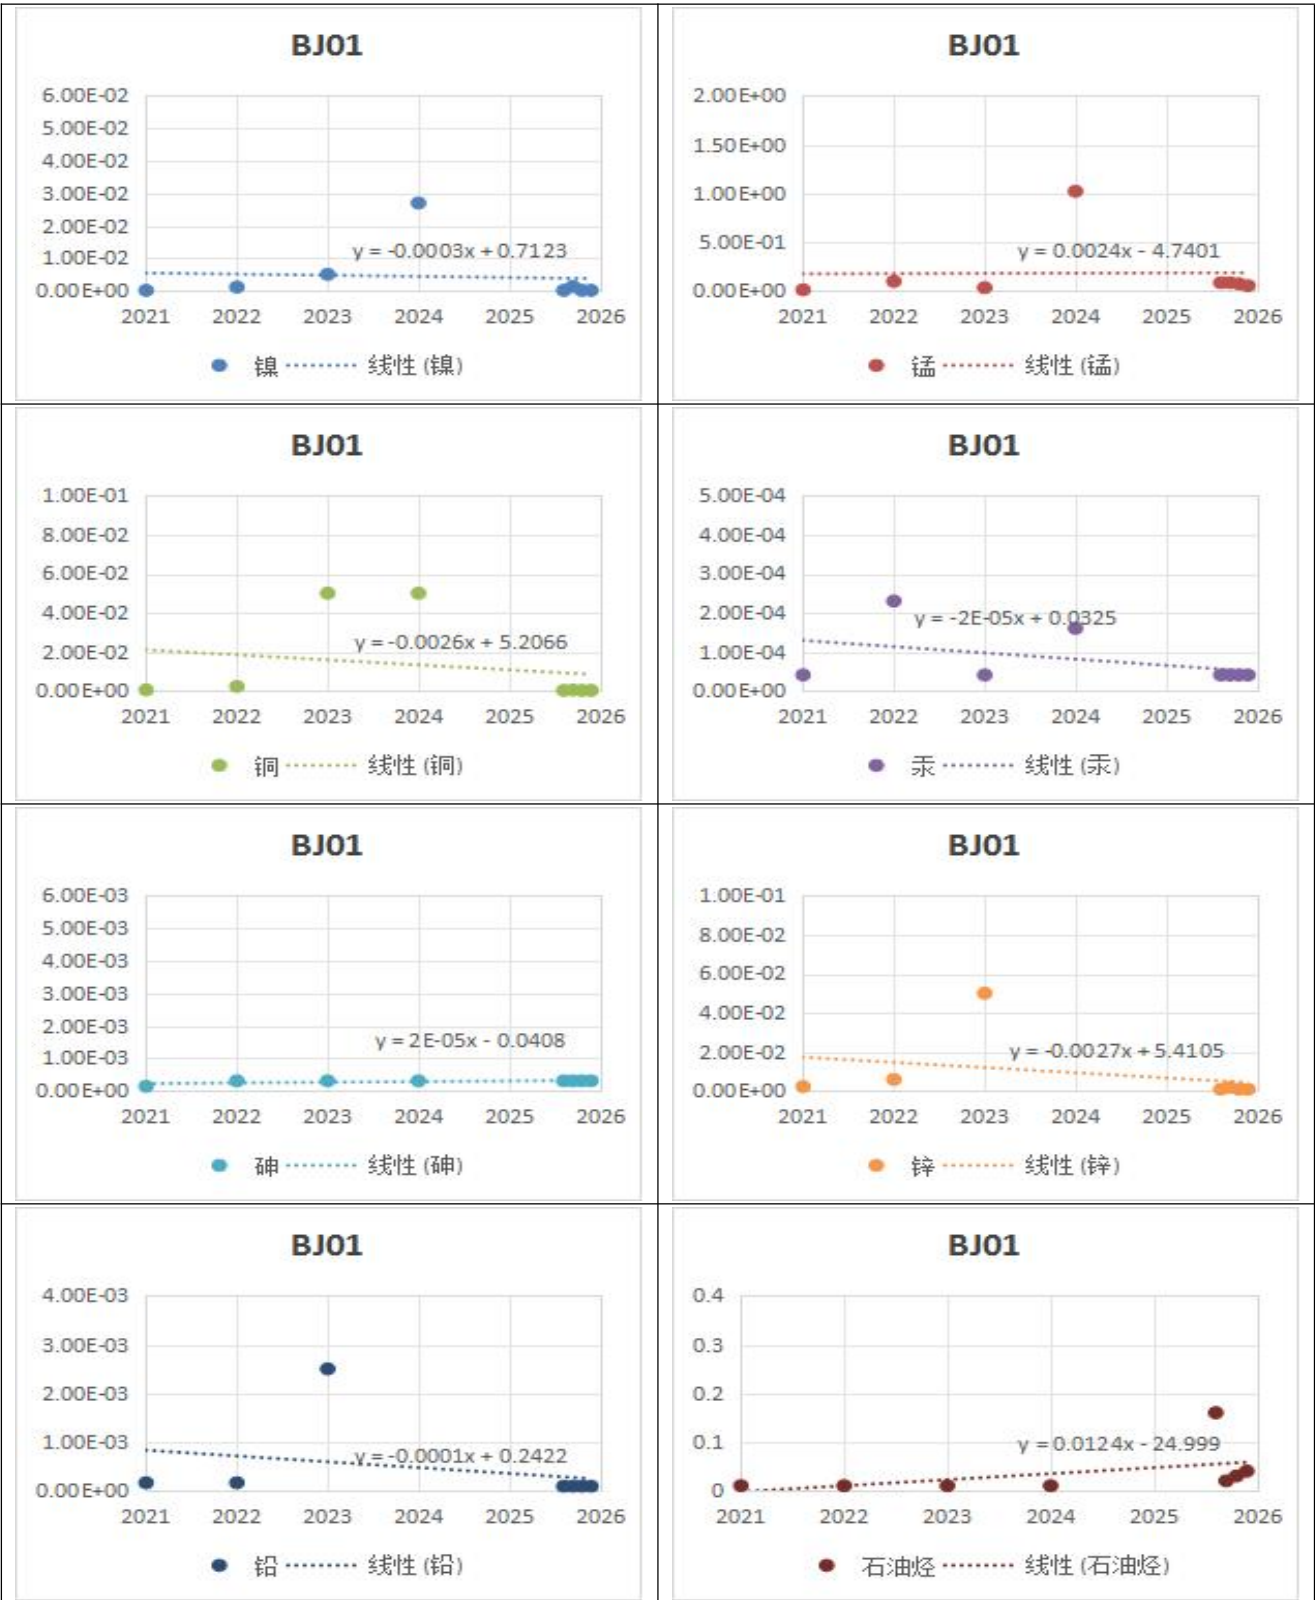 BJ01
6.00E-02
5.00E-02
4.00E-02
3.00E-02
2.00E-02
1.00E-02
0.00E+00
y = -0.0003x + 0.7123
2021 2022 2023 2024 2025 2026
镍 线性 (镍)
BJ01
2.00E+00
1.50E+00
1.00E+00
5.00E-01
0.00E+00
y = 0.0024x - 4.7401
2021 2022 2023 2024 2025 2026
锰 线性 (锰)
BJ01
1.00E-01
8.00E-02
6.00E-02
4.00E-02
2.00E-02
0.00E+00
y = -0.0026x + 5.2066
2021 2022 2023 2024 2025 2026
铜 线性 (铜)
BJ01
5.00E-04
4.00E-04
3.00E-04
2.00E-04
1.00E-04
0.00E+00
y = -2E-05x + 0.0325
2021 2022 2023 2024 2025 2026
汞 线性 (汞)
BJ01
6.00E-03
5.00E-03
4.00E-03
3.00E-03
2.00E-03
1.00E-03
0.00E+00
y = 2E-05x - 0.0408
2021 2022 2023 2024 2025 2026
砷 线性 (砷)
BJ01
1.00E-01
8.00E-02
6.00E-02
4.00E-02
2.00E-02
0.00E+00
y = -0.0027x + 5.4105
2021 2022 2023 2024 2025 2026
锌 线性 (锌)
BJ01
4.00E-03
3.00E-03
2.00E-03
1.00E-03
0.00E+00
y = -0.0001x + 0.2422
2021 2022 2023 2024 2025 2026
铅 线性 (铅)
BJ01
0.4
0.3
0.2
0.1
0
y = 0.0124x - 24.999
2021 2022 2023 2024 2025 2026
石油烃 线性 (石油烃)